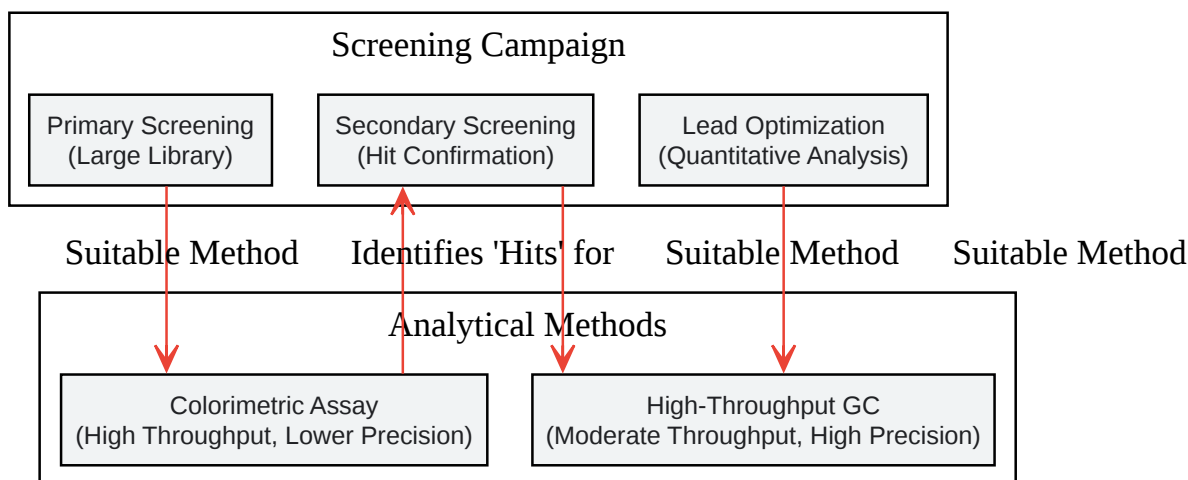 Screening Campaign
Primary Screening
(Large Library)
Secondary Screening
(Hit Confirmation)
Lead Optimization
(Quantitative Analysis)
Suitable Method
Identifies 'Hits' for
Suitable Method
Suitable Method
Analytical Methods
Colorimetric Assay
(High Throughput, Lower Precision)
High-Throughput GC
(Moderate Throughput, High Precision)